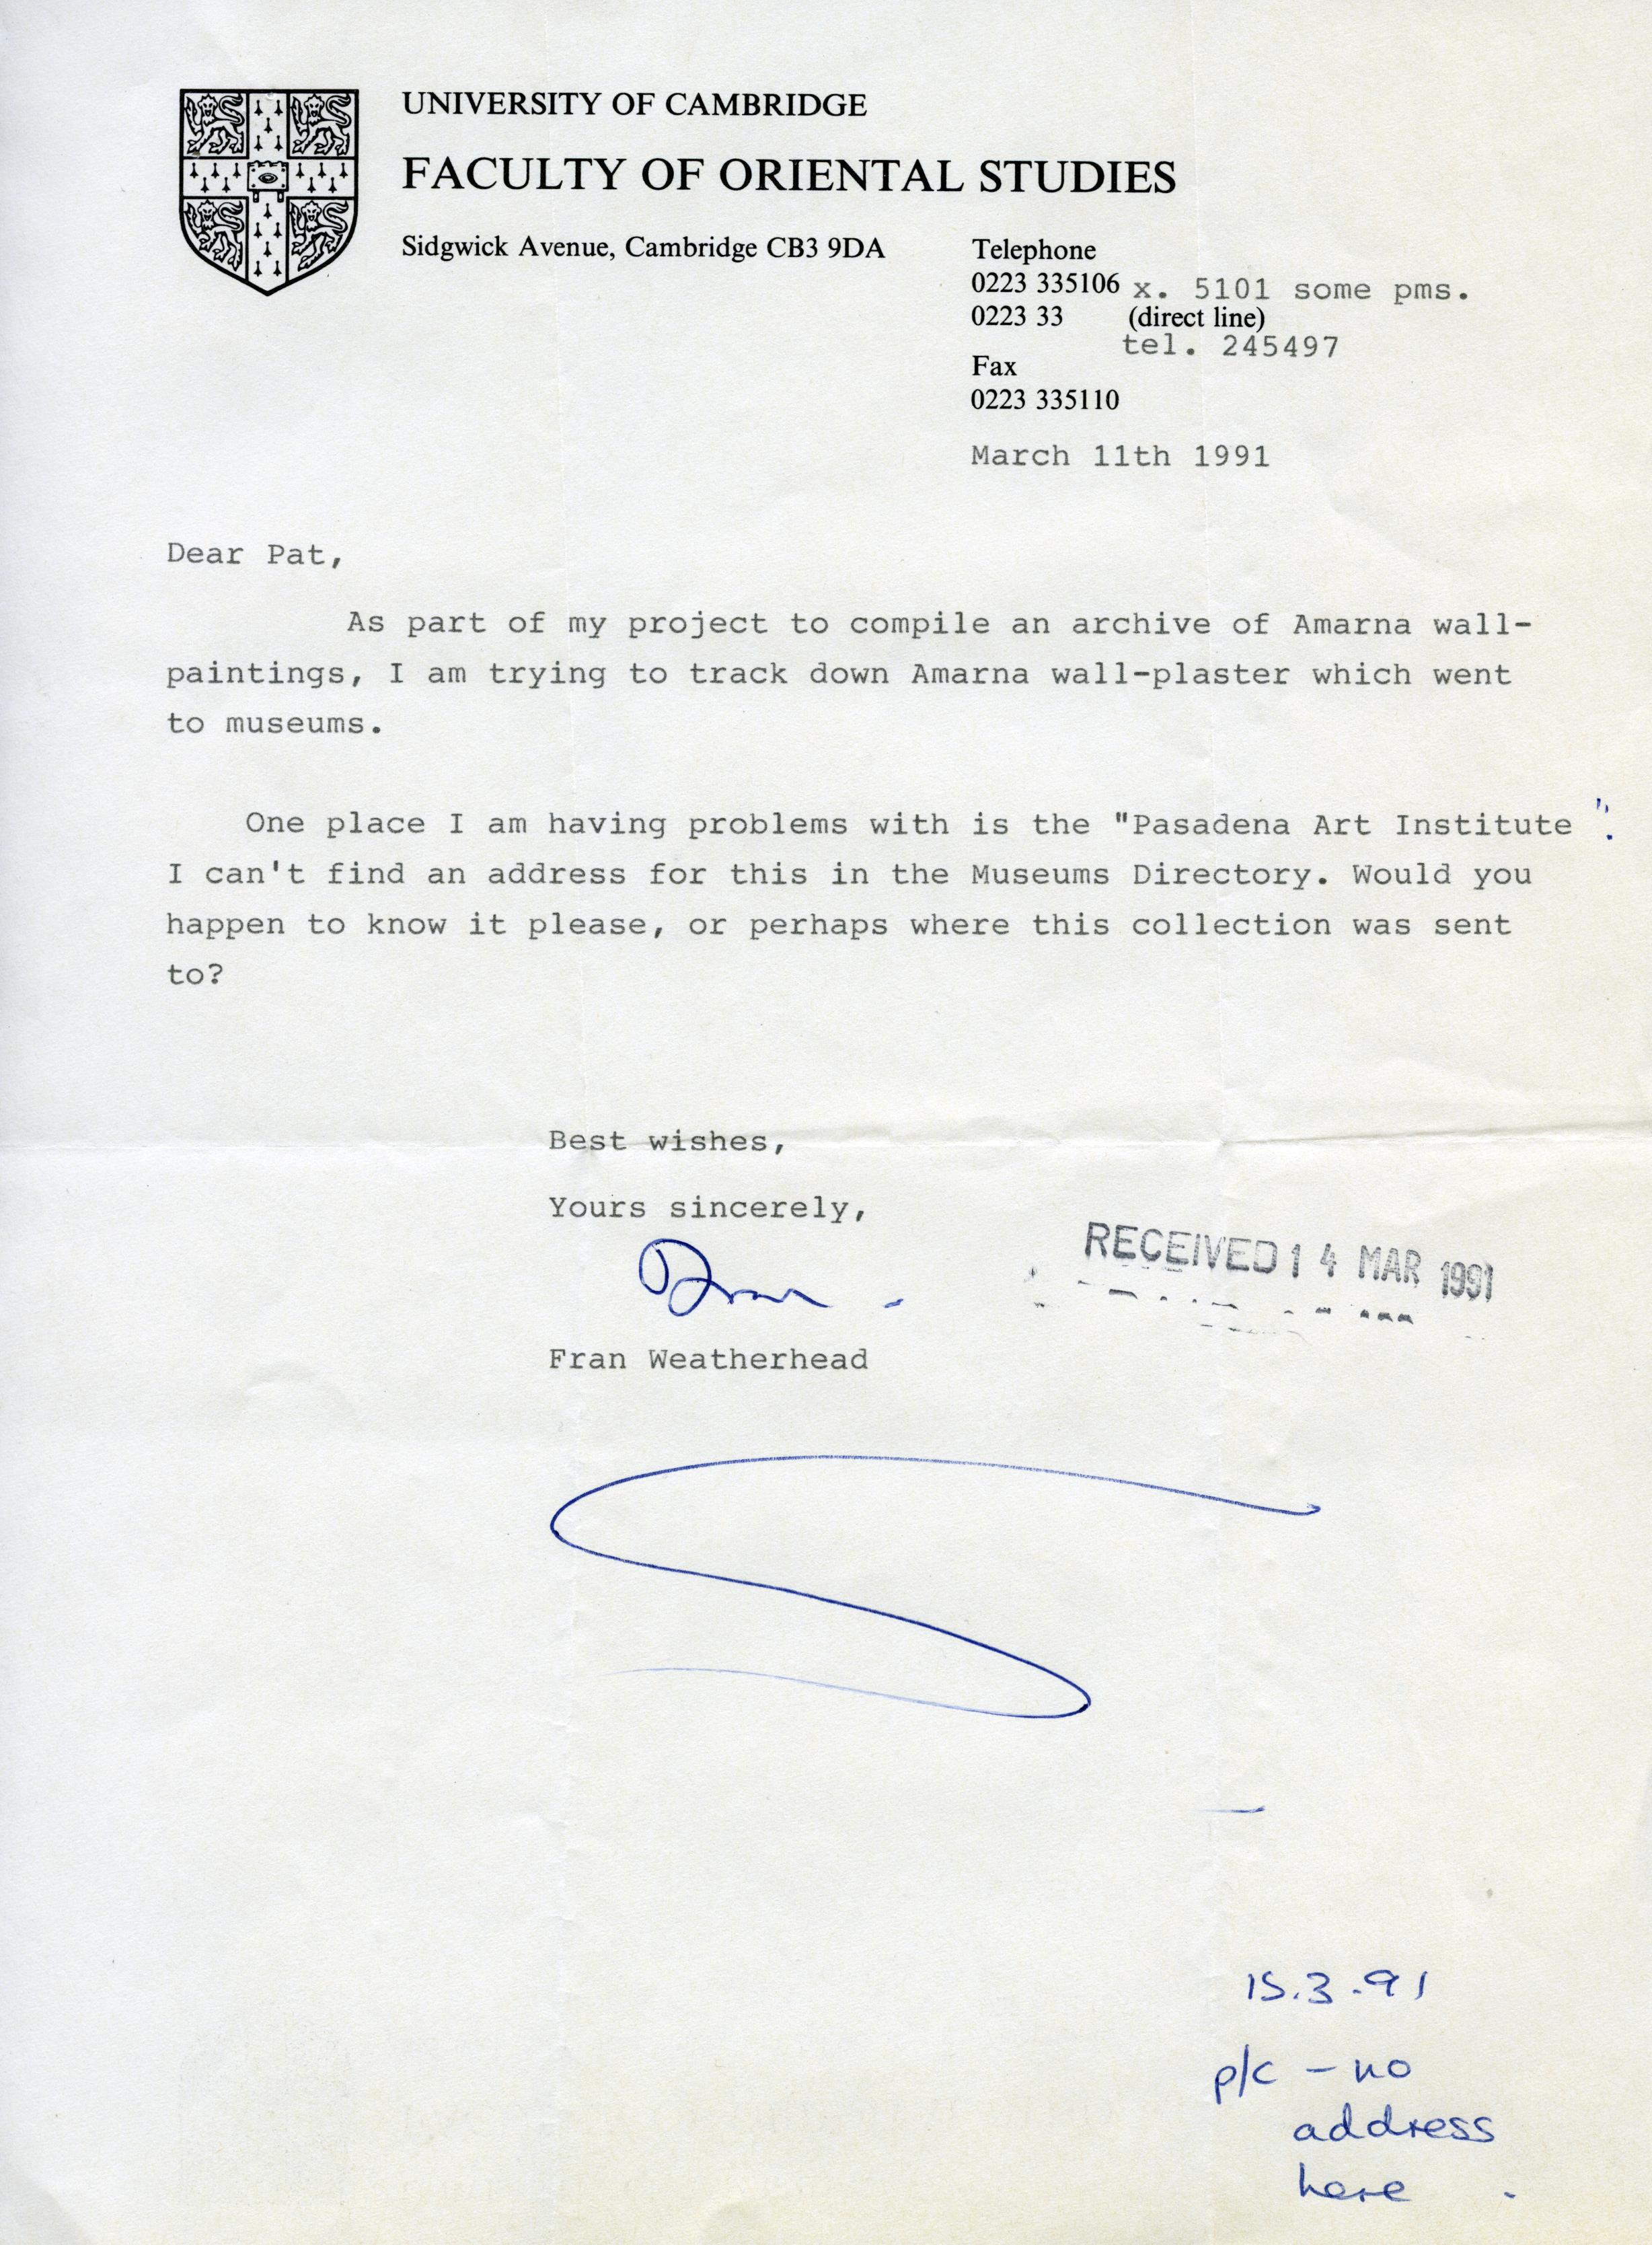 UNIVERSITY OF CAMBRIDGE
FACULTY OF ORIENTAL STUDIES
Sidgwick Avenue, Cambridge CB3 9DA
Telephone
0223 335106 x. 5101 some pms.
0223 33 (direct line)
tel. 245497
Fax
0223 335110
March 11th 1991
Dear Pat,
As part of my project to compile an archive of Amarna wall-
paintings, I am trying to track down Amarna wall-plaster which went
to museums.
One place I am having problems with is the "Pasadena Art Institute".
I can't find an address for this in the Museums Directory. Would you
happen to know it please, or perhaps where this collection was sent
to?
Best wishes,
Yours sincerely,
Fran
RECEIVED 14 MAR 1991
Fran Weatherhead
15.3.91
p/c - no
address
here